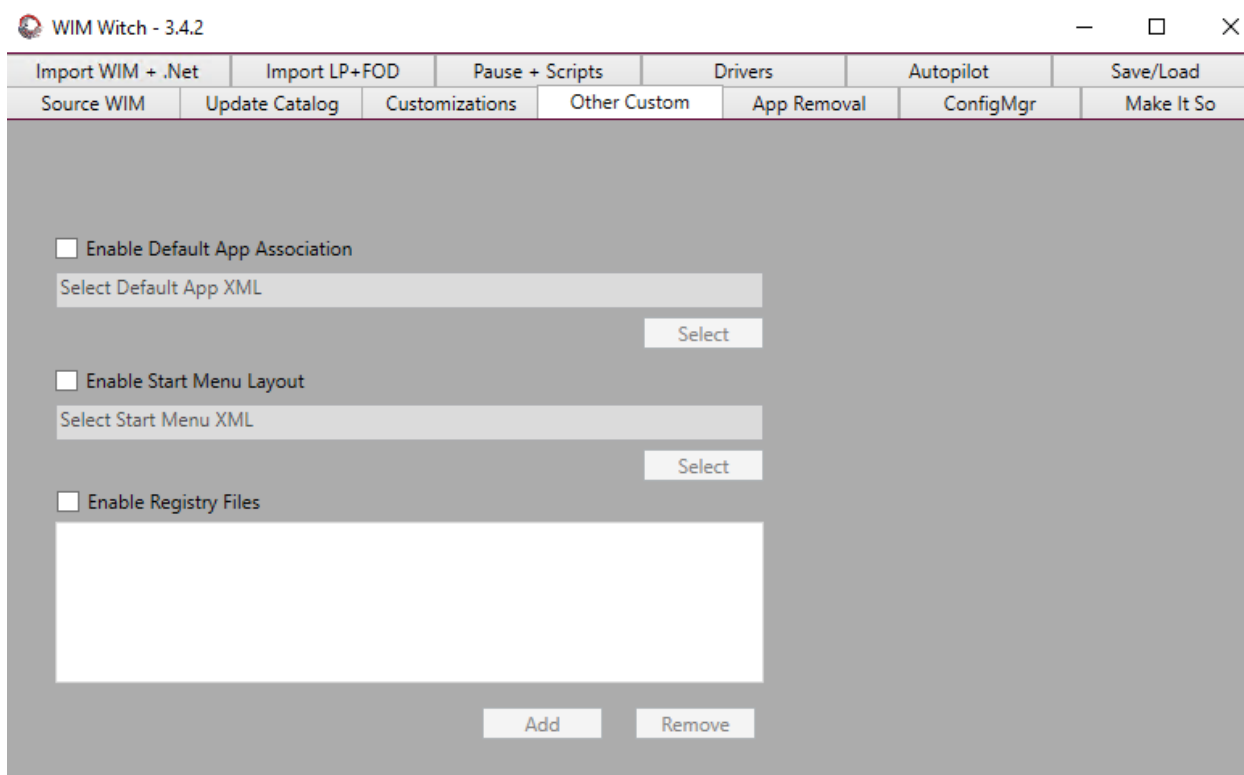 WIM Witch - 3.4.2
Import WIM + .Net Import LP+FOD Pause + Scripts Drivers Autopilot Save/Load
Source WIM Update Catalog Customizations Other Custom App Removal ConfigMgr Make It So
Enable Default App Association
Select Default App XML
Select
Enable Start Menu Layout
Select Start Menu XML
Select
Enable Registry Files
Add Remove